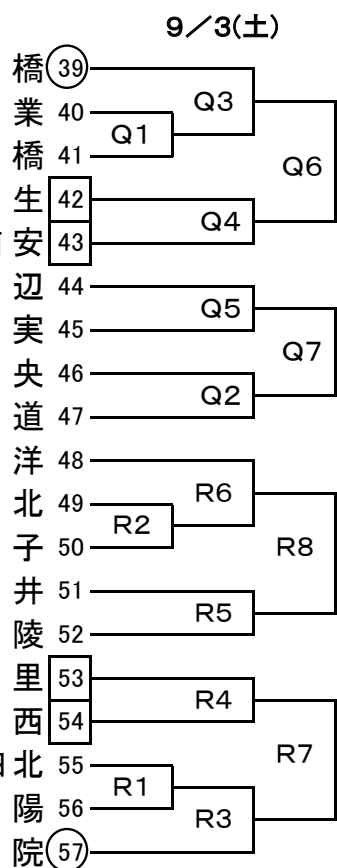 9/3(土)
橋 39
Q3
業 40
Q1
橋 41
Q6
生 42
Q4
安 43
辺 44
Q5
実 45
Q7
央 46
Q2
道 47
洋 48
R6
北 49
R2
子 50
R8
井 51
R5
陵 52
里 53
R4
西 54
R7
北 55
R1
陽 56
R3
院 57